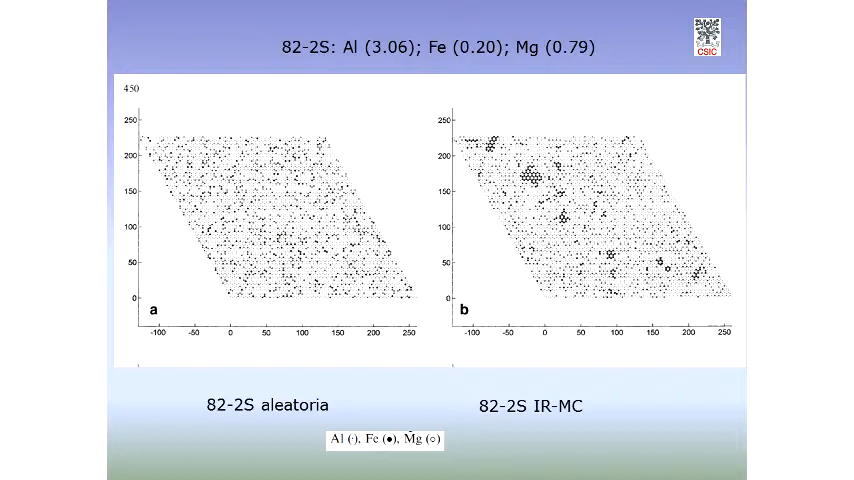 82-2S: Al (3.06); Fe (0.20); Mg (0.79)
CSIC
450
250
200
150
100
50
0
-100 -50 0 50 100 150 200 250
a
250
200
150
100
50
0
-100 -50 0 50 100 150 200 250
b
82-2S aleatoria
82-2S IR-MC
Al (·), Fe (●), Mg (○)